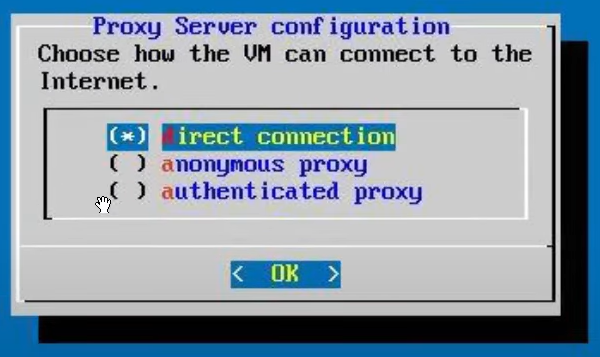 Proxy Server configuration
Choose how the VM can connect to the
Internet.
(*) direct connection
( ) anonymous proxy
( ) authenticated proxy
< OK >